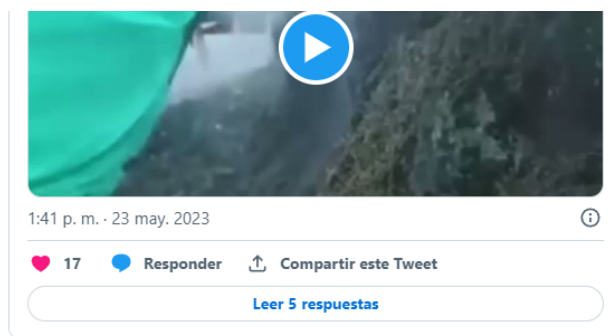 1:41 p. m. · 23 may. 2023
17 Responder Compartir este Tweet
Leer 5 respuestas